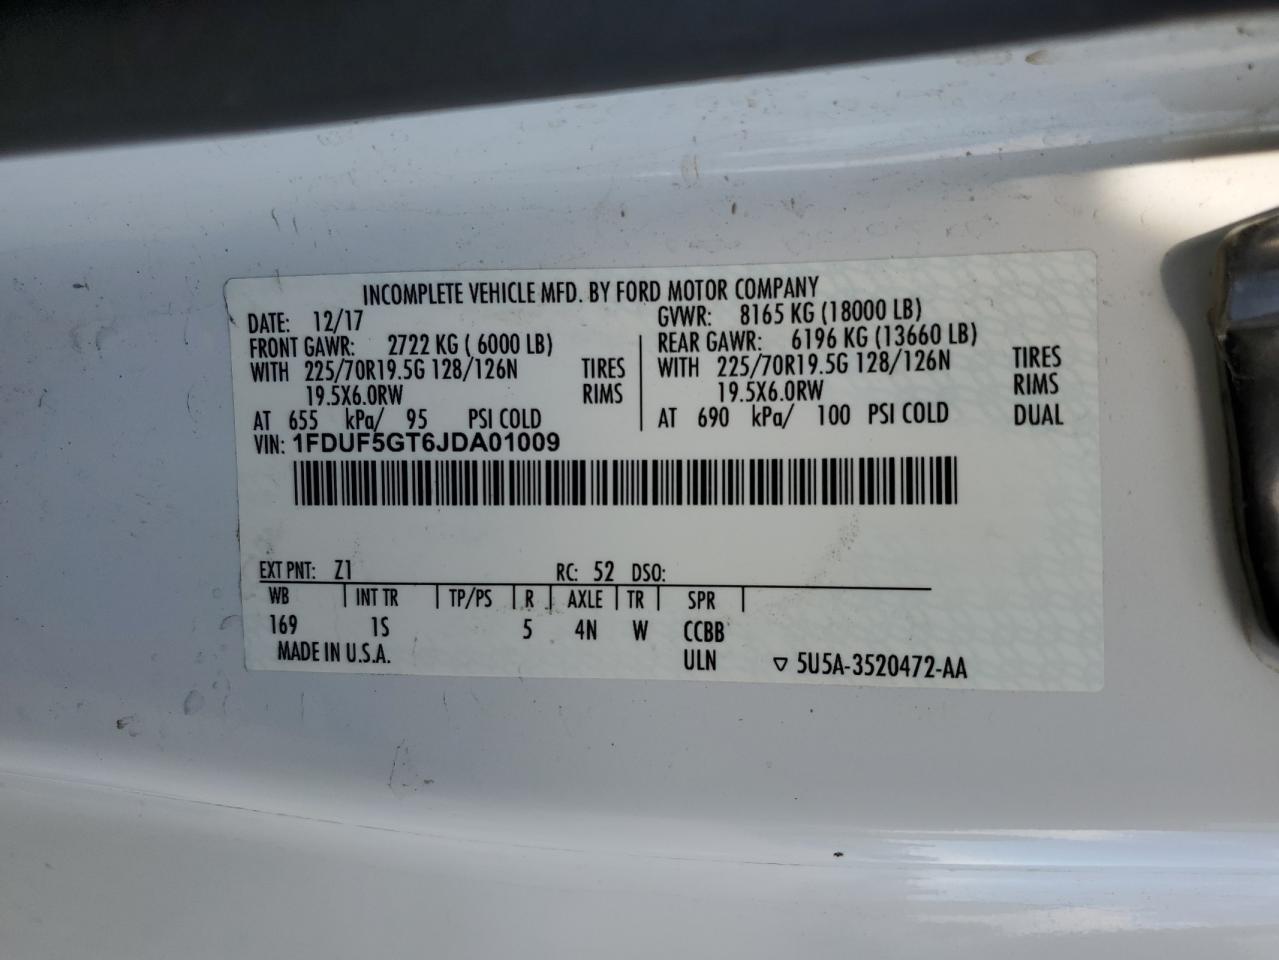 INCOMPLETE VEHICLE MFD. BY FORD MOTOR COMPANY
DATE: 12/17 GVWR: 8165 KG (18000 LB)
FRONT GAWR: 2722 KG ( 6000 LB) REAR GAWR: 6196 KG (13660 LB)
WITH 225/70R19.5G 128/126N TIRES WITH 225/70R19.5G 128/126N TIRES
19.5X6.0RW RIMS 19.5X6.0RW RIMS
AT 655 kPa/ 95 PSI COLD AT 690 kPa/ 100 PSI COLD DUAL
VIN: 1FDUF5GT6JDA01009
EXT PNT: Z1 RC: 52 DSO:
WB INT TR TP/PS R AXLE TR SPR
169 1S 5 4N W CCBB
MADE IN U.S.A. ULN ▽ 5U5A-3520472-AA